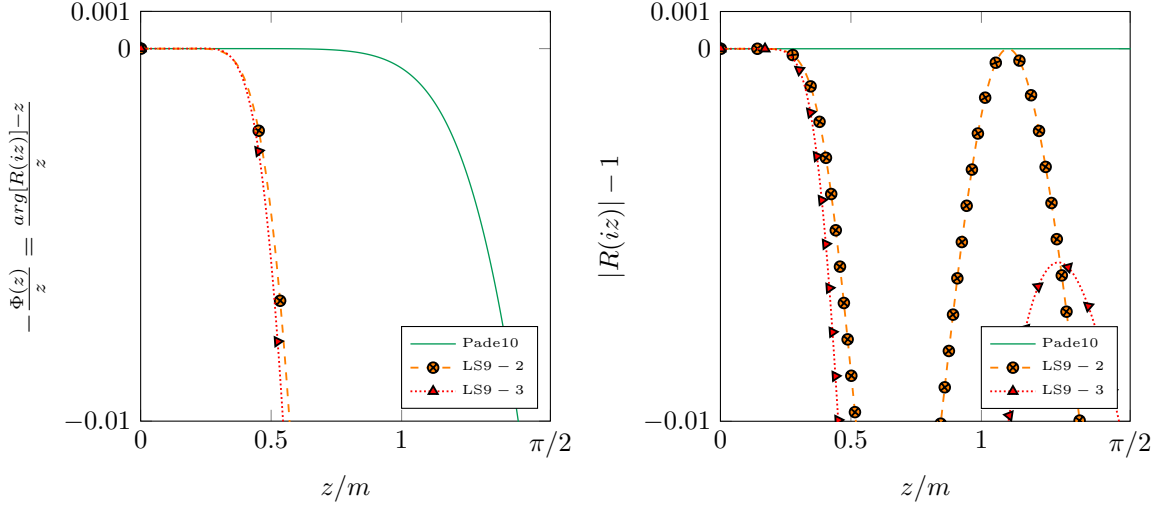 0.001
0
−0.01
0
0.5
1
π/2
z/m
−Φ(z)/z = arg[R(iz)]−z/z
Pade10
LS9 − 2
LS9 − 3
0.001
0
−0.01
0
0.5
1
π/2
z/m
|R(iz)| − 1
Pade10
LS9 − 2
LS9 − 3